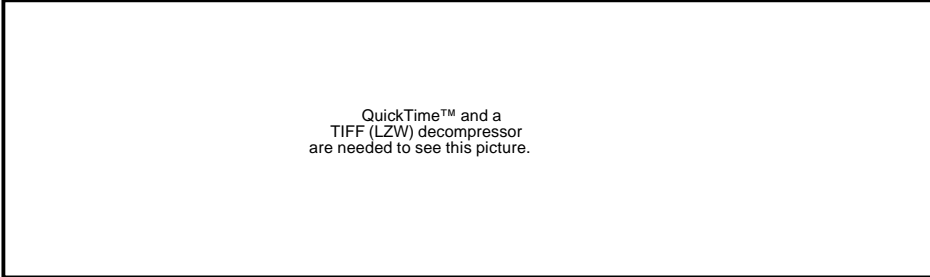 QuickTime™ and a
TIFF (LZW) decompressor
are needed to see this picture.